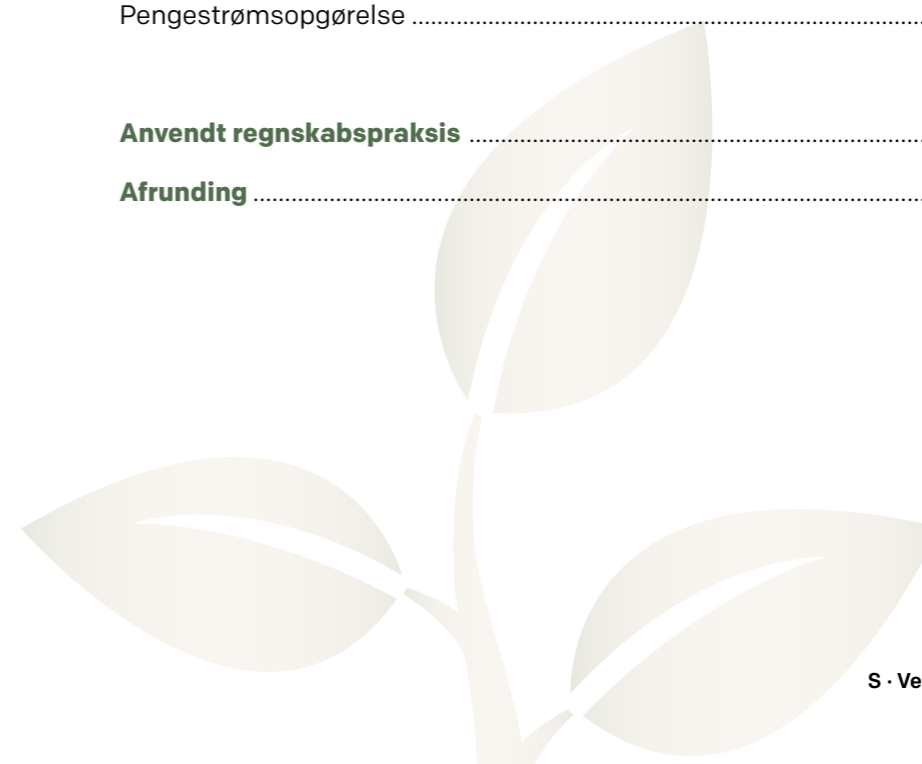 Pengestrømsopgørelse ................................................................
Anvendt regnskabspraksis ................................................................
Afrunding ................................................................
S · Ve